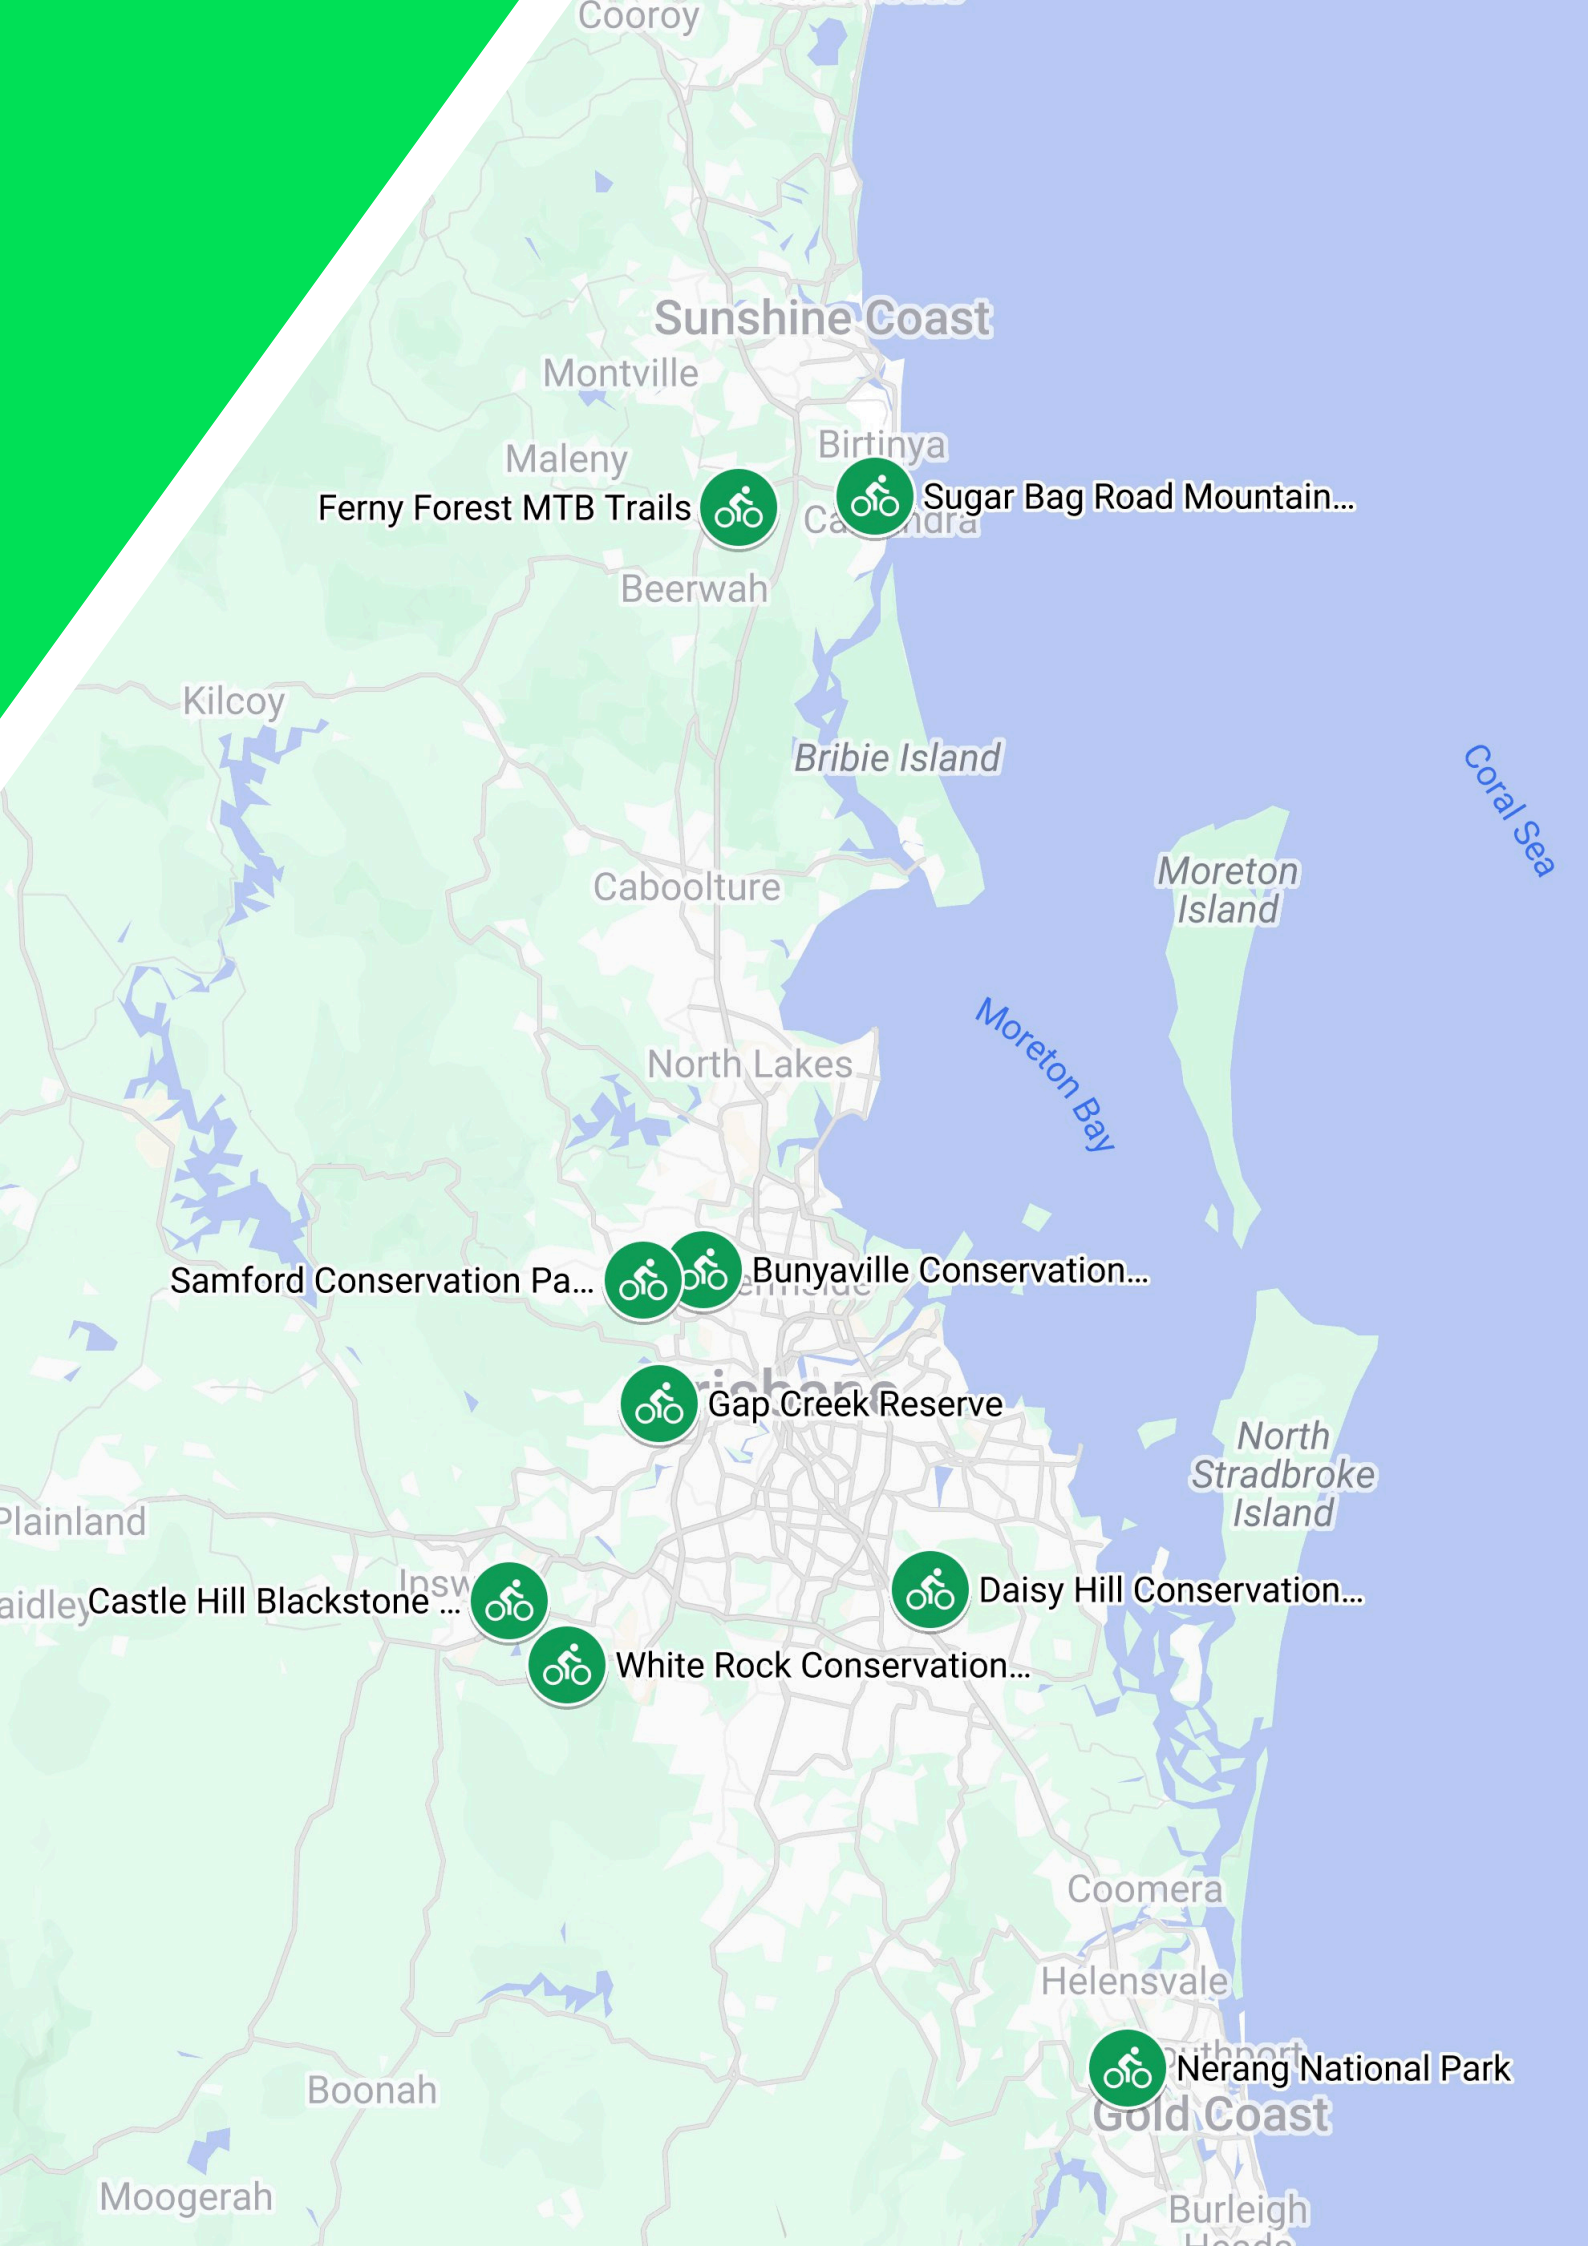 Cooroy
Sunshine Coast
Montville
Birtinya
Maleny
Ferny Forest MTB Trails
Sugar Bag Road Mountain...
Beerwah
Kilcoy
Bribie Island
Coral Sea
Moreton
Island
Caboolture
Moreton Bay
North Lakes
Samford Conservation Pa...
Bunyaville Conservation...
Gap Creek Reserve
North
Stradbroke
Island
Plainland
Castle Hill Blackstone ...
Daisy Hill Conservation...
White Rock Conservation...
Coomera
Helensvale
Nerang National Park
Gold Coast
Boonah
Moogerah
Burleigh